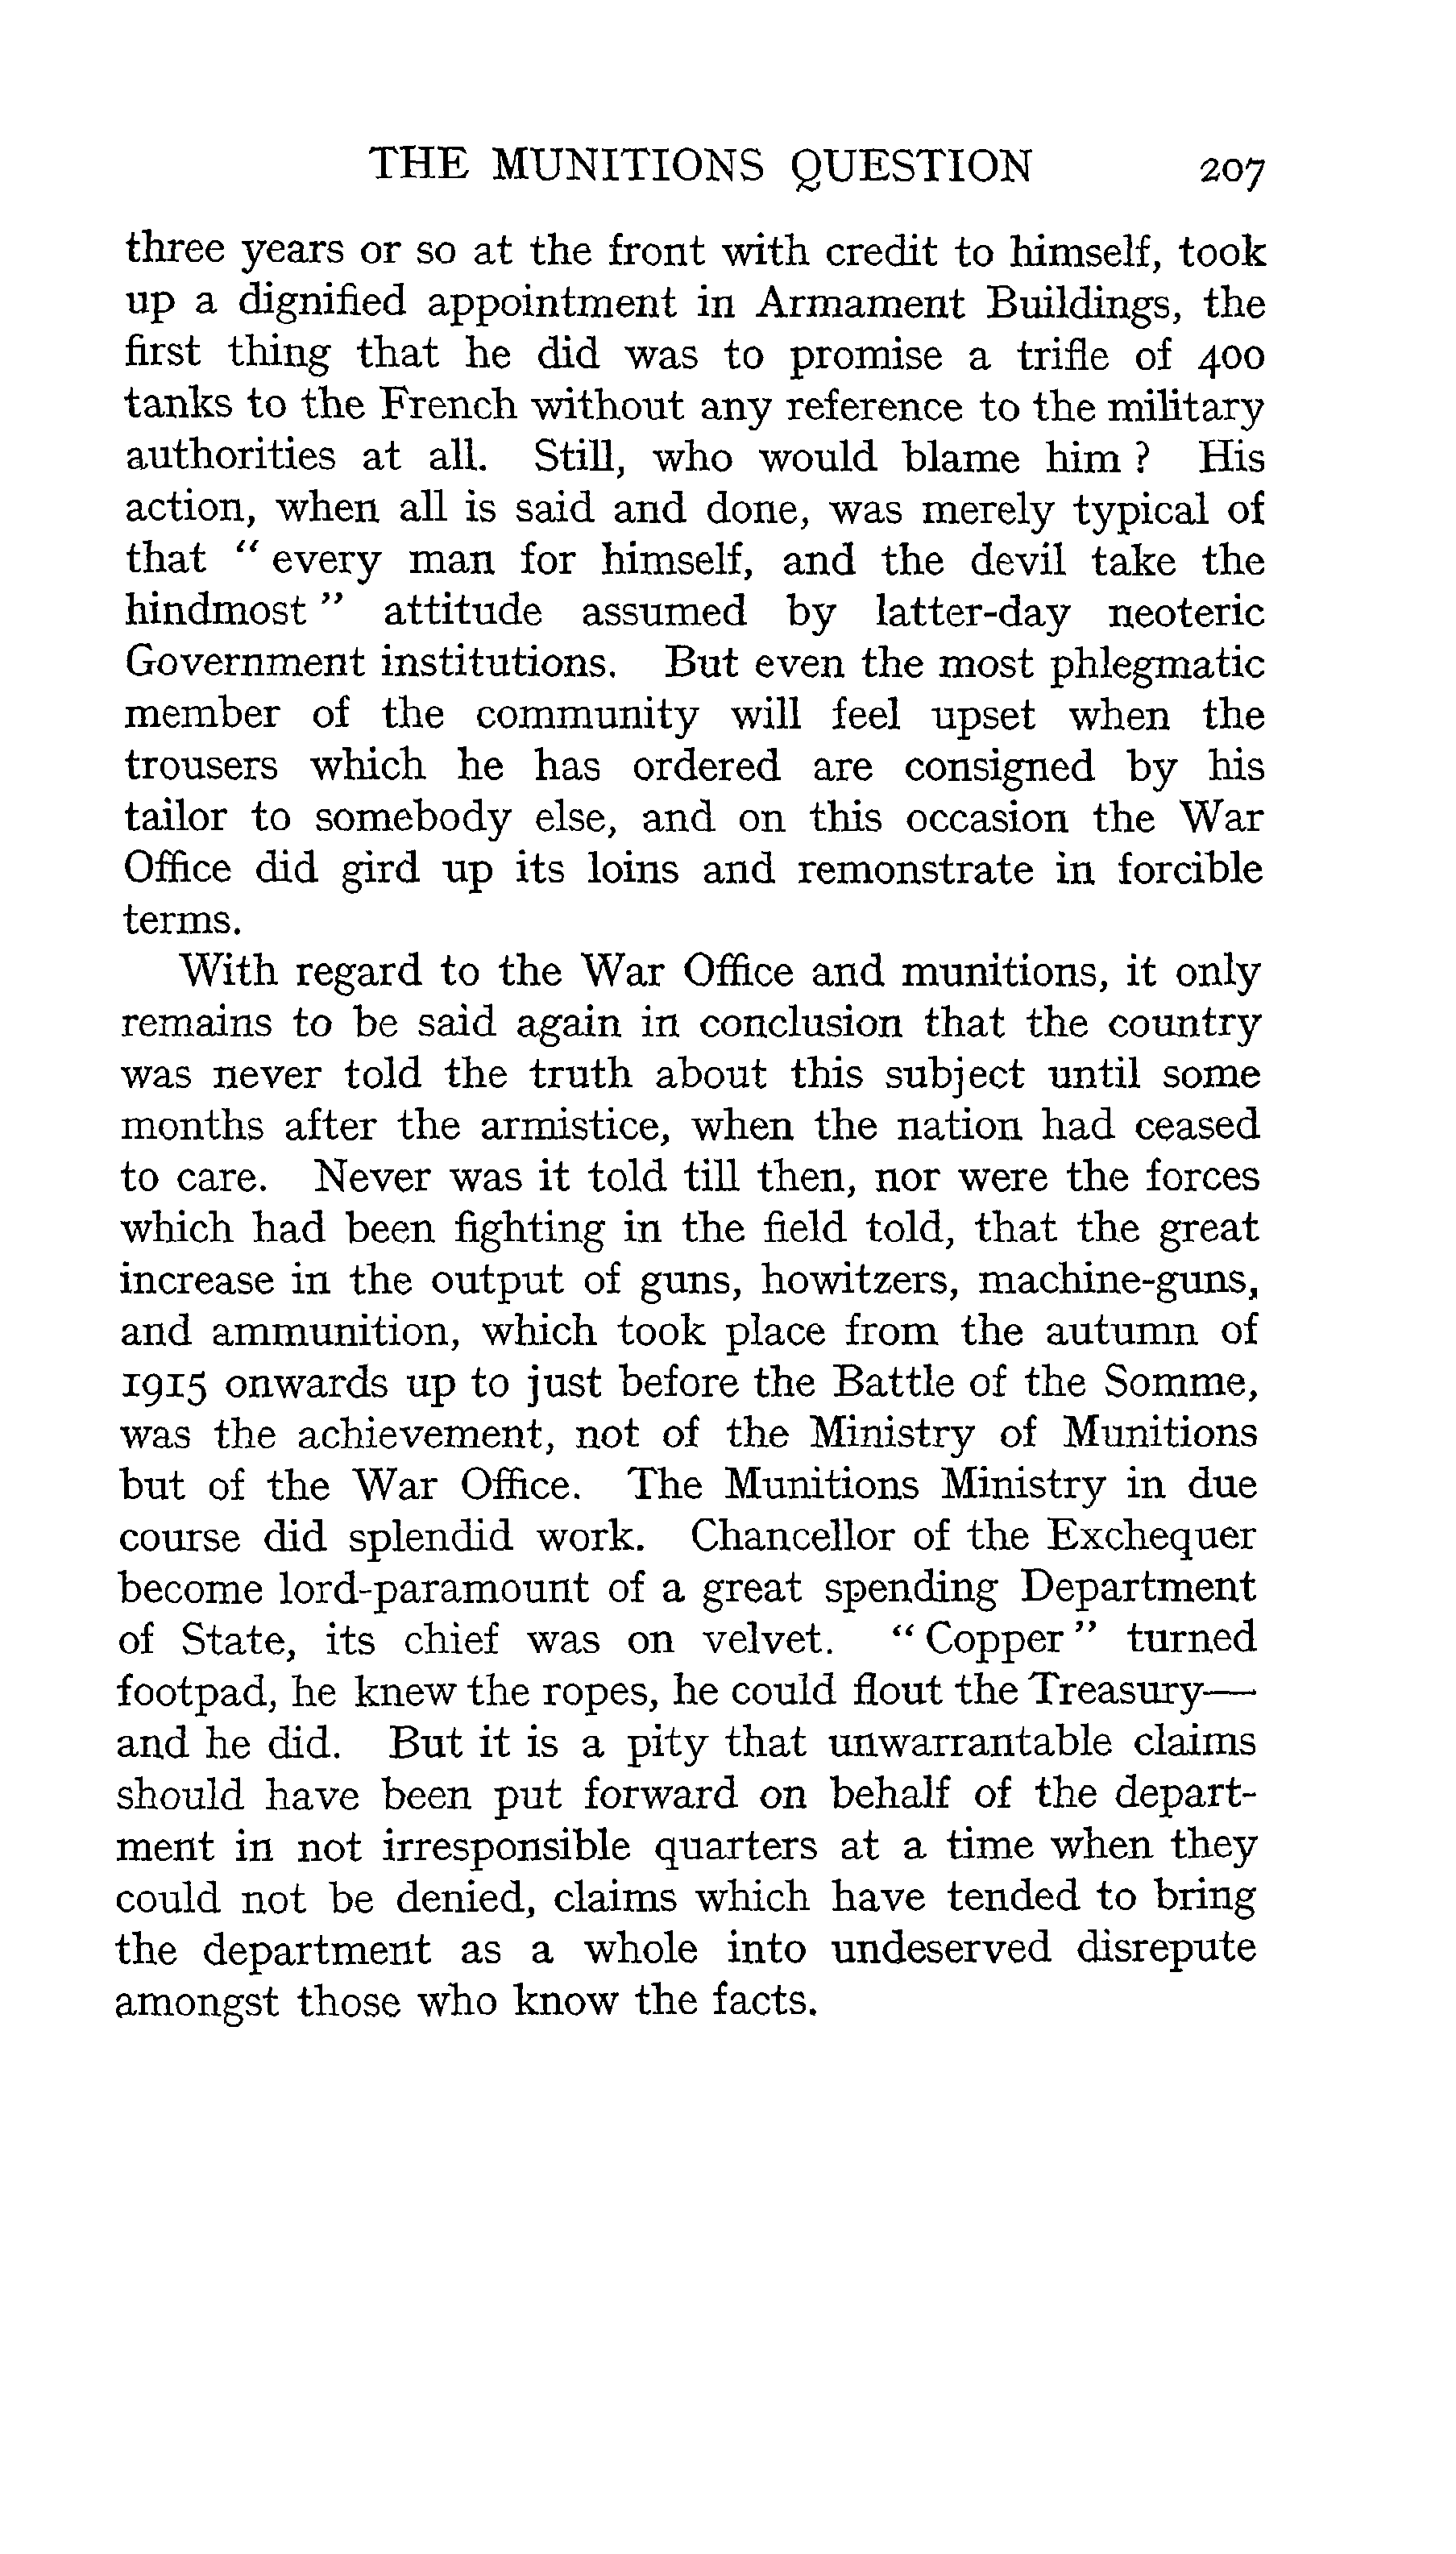 THE MUNITIONS QUESTION 207
three years or so at the front with credit to himself, took
up a dignified appointment in Armament Buildings, the
first thing that he did was to promise a trifle of 400
tanks to the French without any reference to the military
authorities at all. Still, who would blame him ? His
action, when all is said and done, was merely typical of
that “ every man for himself, and the devil take the
hindmost ” attitude assumed by latter-day neoteric
Government institutions. But even the most phlegmatic
member of the community will feel upset when the
trousers which he has ordered are consigned by his
tailor to somebody else, and on this occasion the War
Office did gird up its loins and remonstrate in forcible
terms.
With regard to the War Office and munitions, it only
remains to be said again in conclusion that the country
was never told the truth about this subject until some
months after the armistice, when the nation had ceased
to care. Never was it told till then, nor were the forces
which had been fighting in the field told, that the great
increase in the output of guns, howitzers, machine-guns,
and ammunition, which took place from the autumn of
1915 onwards up to just before the Battle of the Somme,
was the achievement, not of the Ministry of Munitions
but of the War Office. The Munitions Ministry in due
course did splendid work. Chancellor of the Exchequer
become lord-paramount of a great spending Department
of State, its chief was on velvet. “ Copper ” turned
footpad, he knew the ropes, he could flout the Treasury—
and he did. But it is a pity that unwarrantable claims
should have been put forward on behalf of the depart-
ment in not irresponsible quarters at a time when they
could not be denied, claims which have tended to bring
the department as a whole into undeserved disrepute
amongst those who know the facts.